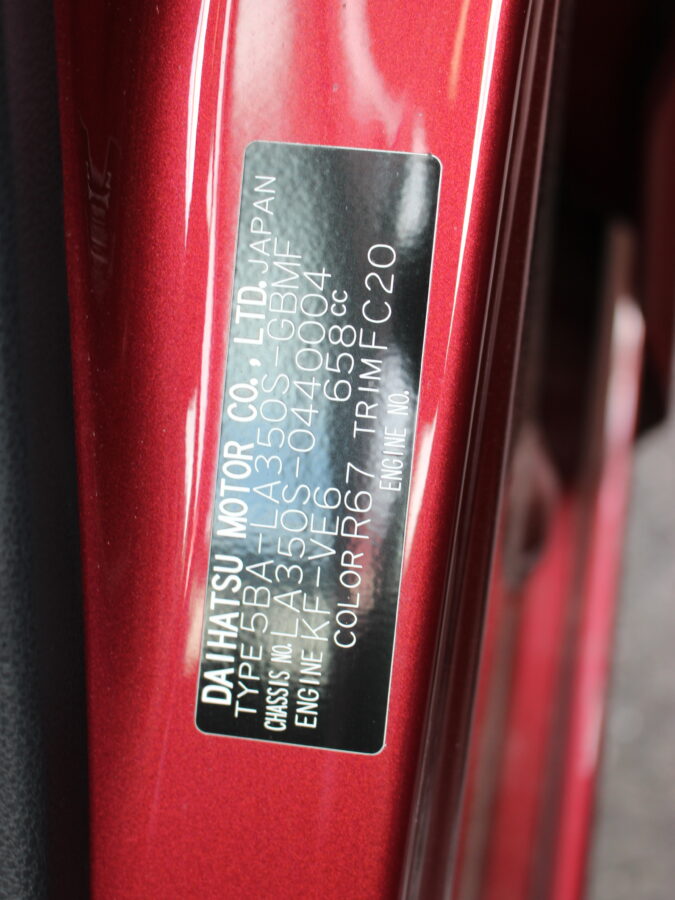 DAIHATSU MOTOR CO., LTD. JAPAN
TYPE 5BA-LA350S-GBMF
CHASSIS NO. LA350S-0440004
ENGINE KF-VE6 658cc
COLOR R67 TRIM FC20
ENGINE NO.